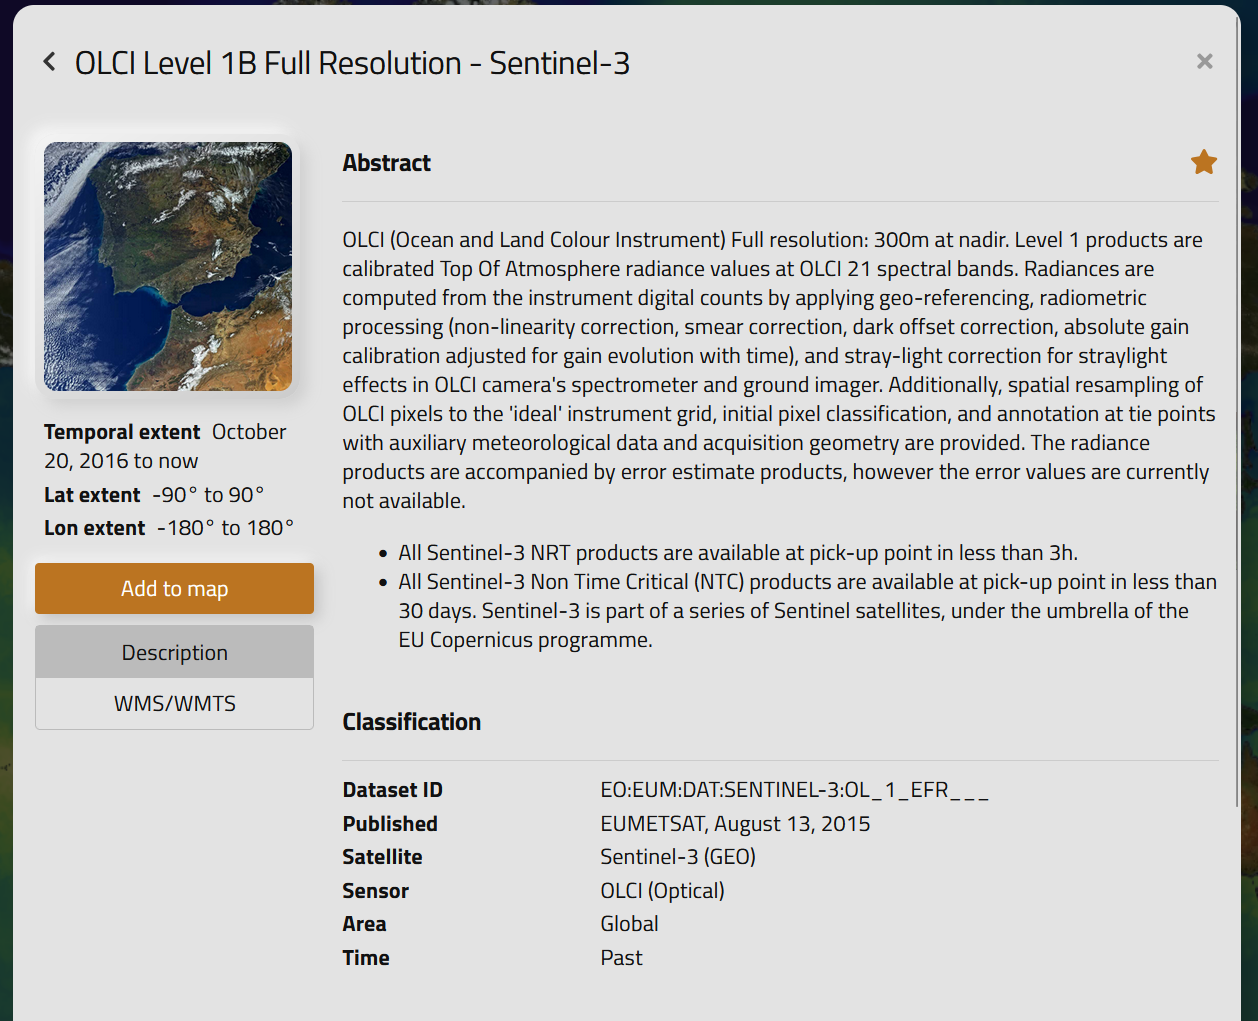 OLCI Level 1B Full Resolution - Sentinel-3
Abstract
OLCI (Ocean and Land Colour Instrument) Full resolution: 300m at nadir. Level 1 products are
calibrated Top Of Atmosphere radiance values at OLCI 21 spectral bands. Radiances are
computed from the instrument digital counts by applying geo-referencing, radiometric
processing (non-linearity correction, smear correction, dark offset correction, absolute gain
calibration adjusted for gain evolution with time), and stray-light correction for straylight
effects in OLCI camera's spectrometer and ground imager. Additionally, spatial resampling of
OLCI pixels to the 'ideal' instrument grid, initial pixel classification, and annotation at tie points
with auxiliary meteorological data and acquisition geometry are provided. The radiance
products are accompanied by error estimate products, however the error values are currently
not available.
• All Sentinel-3 NRT products are available at pick-up point in less than 3h.
• All Sentinel-3 Non Time Critical (NTC) products are available at pick-up point in less than
30 days. Sentinel-3 is part of a series of Sentinel satellites, under the umbrella of the
EU Copernicus programme.
Temporal extent October
20, 2016 to now
Lat extent -90° to 90°
Lon extent -180° to 180°
Add to map
Description
WMS/WMTS
Classification
Dataset ID EO:EUM:DAT:SENTINEL-3:OL_1_EFR___
Published EUMETSAT, August 13, 2015
Satellite Sentinel-3 (GEO)
Sensor OLCI (Optical)
Area Global
Time Past